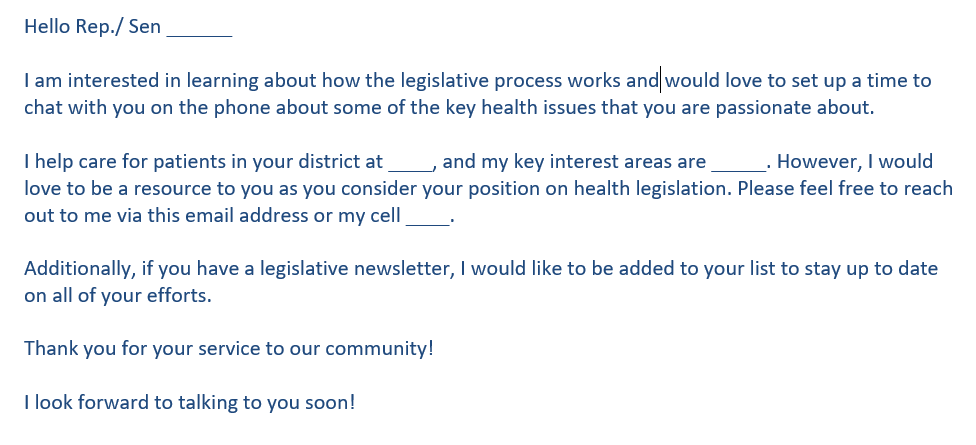 Hello Rep./ Sen ______
I am interested in learning about how the legislative process works and would love to set up a time to
chat with you on the phone about some of the key health issues that you are passionate about.
I help care for patients in your district at ____, and my key interest areas are _____. However, I would
love to be a resource to you as you consider your position on health legislation. Please feel free to reach
out to me via this email address or my cell ____.
Additionally, if you have a legislative newsletter, I would like to be added to your list to stay up to date
on all of your efforts.
Thank you for your service to our community!
I look forward to talking to you soon!